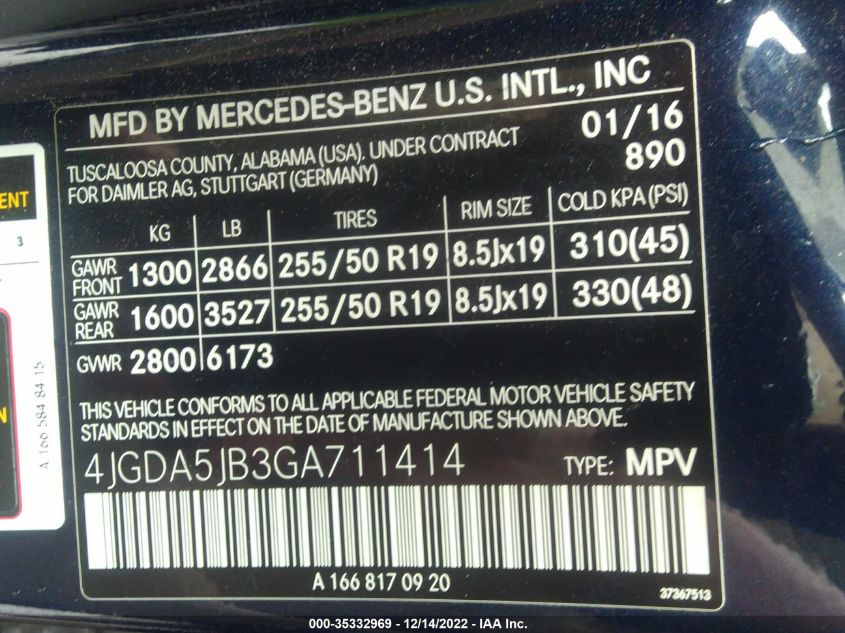 MFD BY MERCEDES-BENZ U.S. INTL., INC
01/16
TUSCALOOSA COUNTY, ALABAMA (USA). UNDER CONTRACT
FOR DAIMLER AG, STUTTGART (GERMANY)
890
KG LB TIRES RIM SIZE COLD KPA (PSI)
GAWR FRONT 1300 2866 255/50 R19 8.5Jx19 310(45)
GAWR REAR 1600 3527 255/50 R19 8.5Jx19 330(48)
GVWR 2800 6173
THIS VEHICLE CONFORMS TO ALL APPLICABLE FEDERAL MOTOR VEHICLE SAFETY
STANDARDS IN EFFECT ON THE DATE OF MANUFACTURE SHOWN ABOVE.
4JGDA5JB3GA711414 TYPE: MPV
A 166 817 09 20
37367513
ENT
3
N
A 166 584 84 15
000-35332969 - 12/14/2022 - IAA Inc.